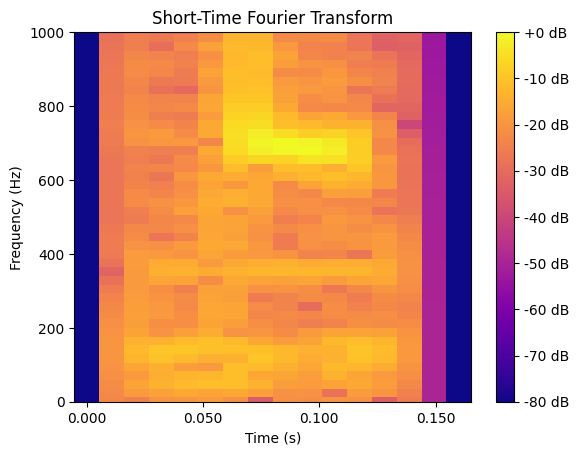 Short-Time Fourier Transform
1000
800
600
400
200
0
Frequency (Hz)
0.000
0.050
0.100
0.150
Time (s)
+0 dB
-10 dB
-20 dB
-30 dB
-40 dB
-50 dB
-60 dB
-70 dB
-80 dB